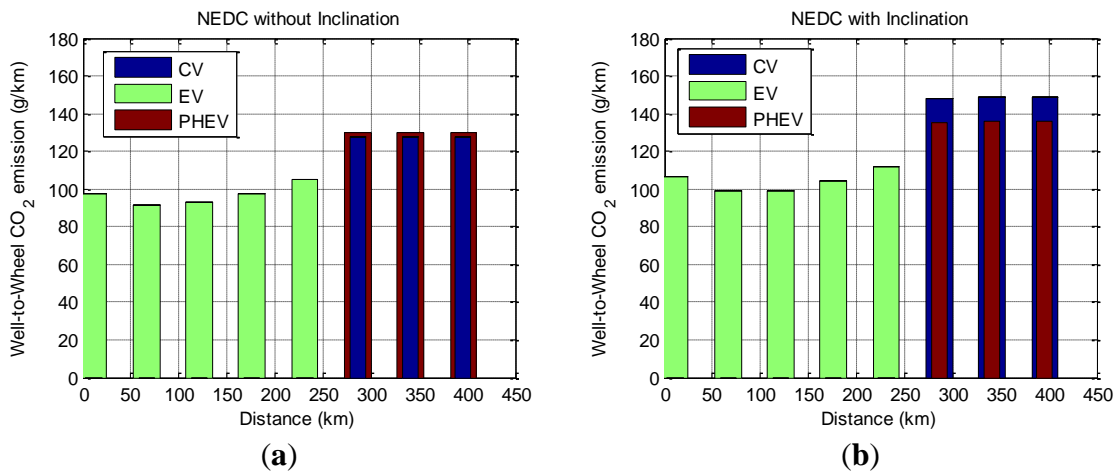 NEDC without Inclination
180
160
140
120
100
80
60
40
20
0
Well-to-Wheel CO2 emission (g/km)
CV
EV
PHEV
0 50 100 150 200 250 300 350 400 450
Distance (km)
(a)
NEDC with Inclination
180
160
140
120
100
80
60
40
20
0
Well-to-Wheel CO2 emission (g/km)
CV
EV
PHEV
0 50 100 150 200 250 300 350 400 450
Distance (km)
(b)